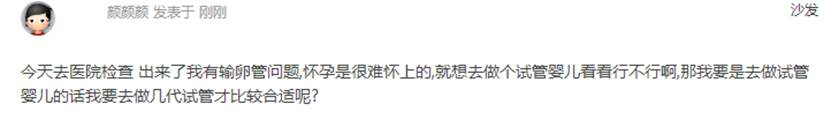 颜颜颜 发表于 刚刚 沙发
今天去医院检查 出来了我有输卵管问题,怀孕是很难怀上的,就想去做个试管婴儿看看行不行啊,那我要是去做试管
婴儿的话我要去做几代试管才比较合适呢?